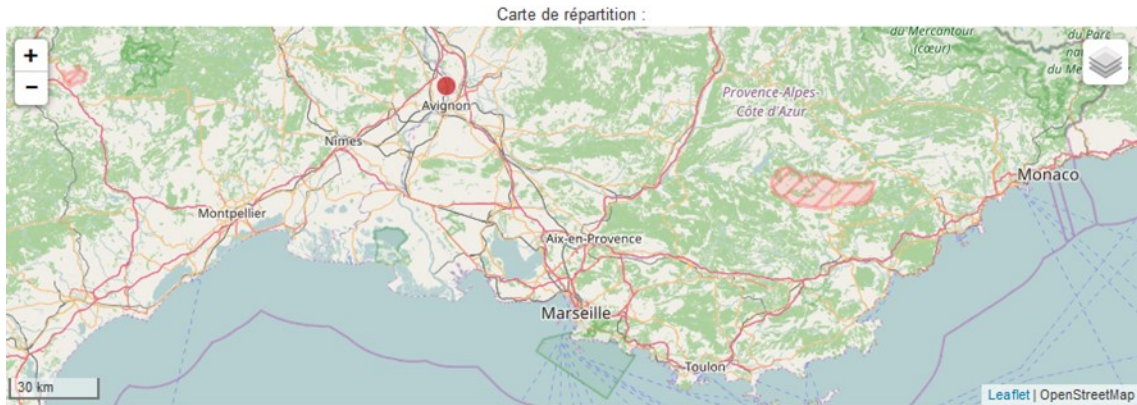 Carte de répartition :
+
−
du Mercantour
(cœur)
du Parc
na
du Me
Avignon
Provence-Alpes-
Côte d'Azur
Nîmes
Monaco
Montpellier
Aix-en-Provence
Marseille
Toulon
30 km
Leaflet | OpenStreetMap